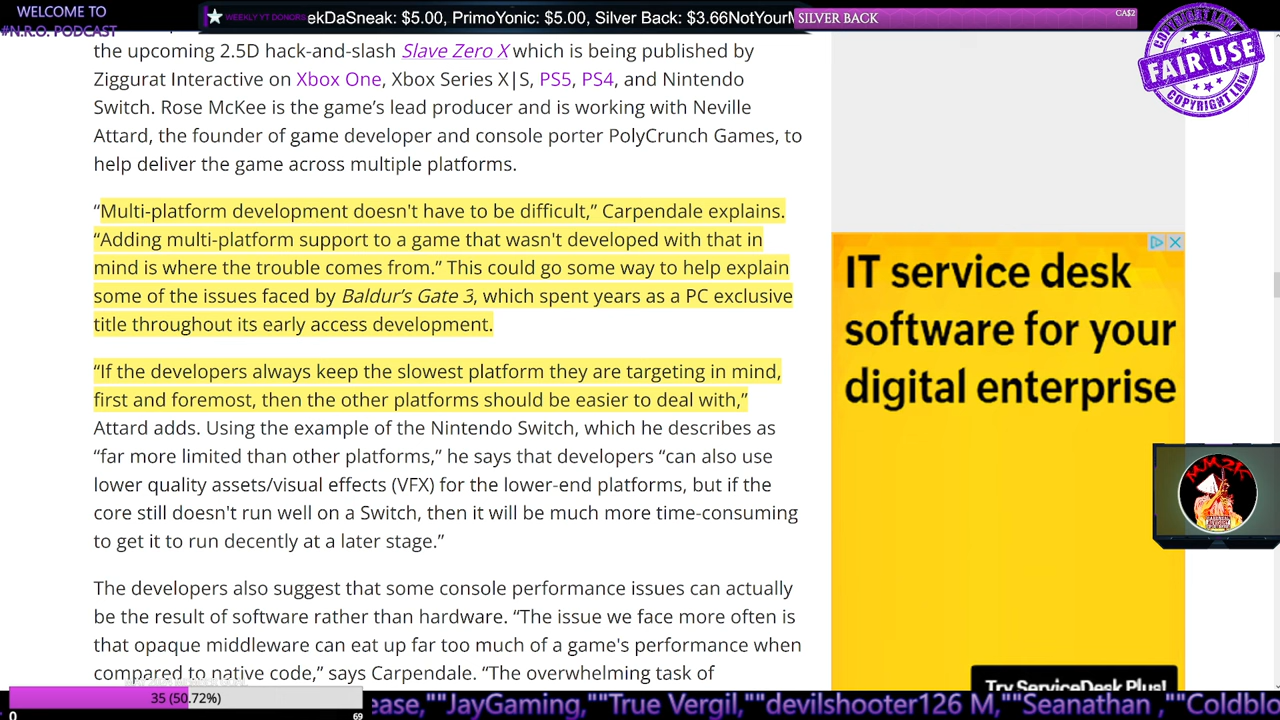 WELCOME TO
#N.R.O. PODCAST
WEEKLY YT DONORS
ekDaSneak: $5.00, PrimoYonic: $5.00, Silver Back: $3.66NotYourM
SILVER BACK
CA$2
COPYRIGHT LAW
FAIR USE
COPYRIGHT LAW
the upcoming 2.5D hack-and-slash Slave Zero X which is being published by
Ziggurat Interactive on Xbox One, Xbox Series X|S, PS5, PS4, and Nintendo
Switch. Rose McKee is the game’s lead producer and is working with Neville
Attard, the founder of game developer and console porter PolyCrunch Games, to
help deliver the game across multiple platforms.
“Multi-platform development doesn't have to be difficult,” Carpendale explains.
“Adding multi-platform support to a game that wasn't developed with that in
mind is where the trouble comes from.” This could go some way to help explain
some of the issues faced by Baldur’s Gate 3, which spent years as a PC exclusive
title throughout its early access development.
“If the developers always keep the slowest platform they are targeting in mind,
first and foremost, then the other platforms should be easier to deal with,”
Attard adds. Using the example of the Nintendo Switch, which he describes as
“far more limited than other platforms,” he says that developers “can also use
lower quality assets/visual effects (VFX) for the lower-end platforms, but if the
core still doesn't run well on a Switch, then it will be much more time-consuming
to get it to run decently at a later stage.”
The developers also suggest that some console performance issues can actually
be the result of software rather than hardware. “The issue we face more often is
that opaque middleware can eat up far too much of a game's performance when
compared to native code,” says Carpendale. “The overwhelming task of
IT service desk
software for your
digital enterprise
Try ServiceDesk Plus!
MM2K
35 (50.72%)
0
69
ease,""JayGaming,""True Vergil,""devilshooter126 M,""Seanathan ,""Coldblo